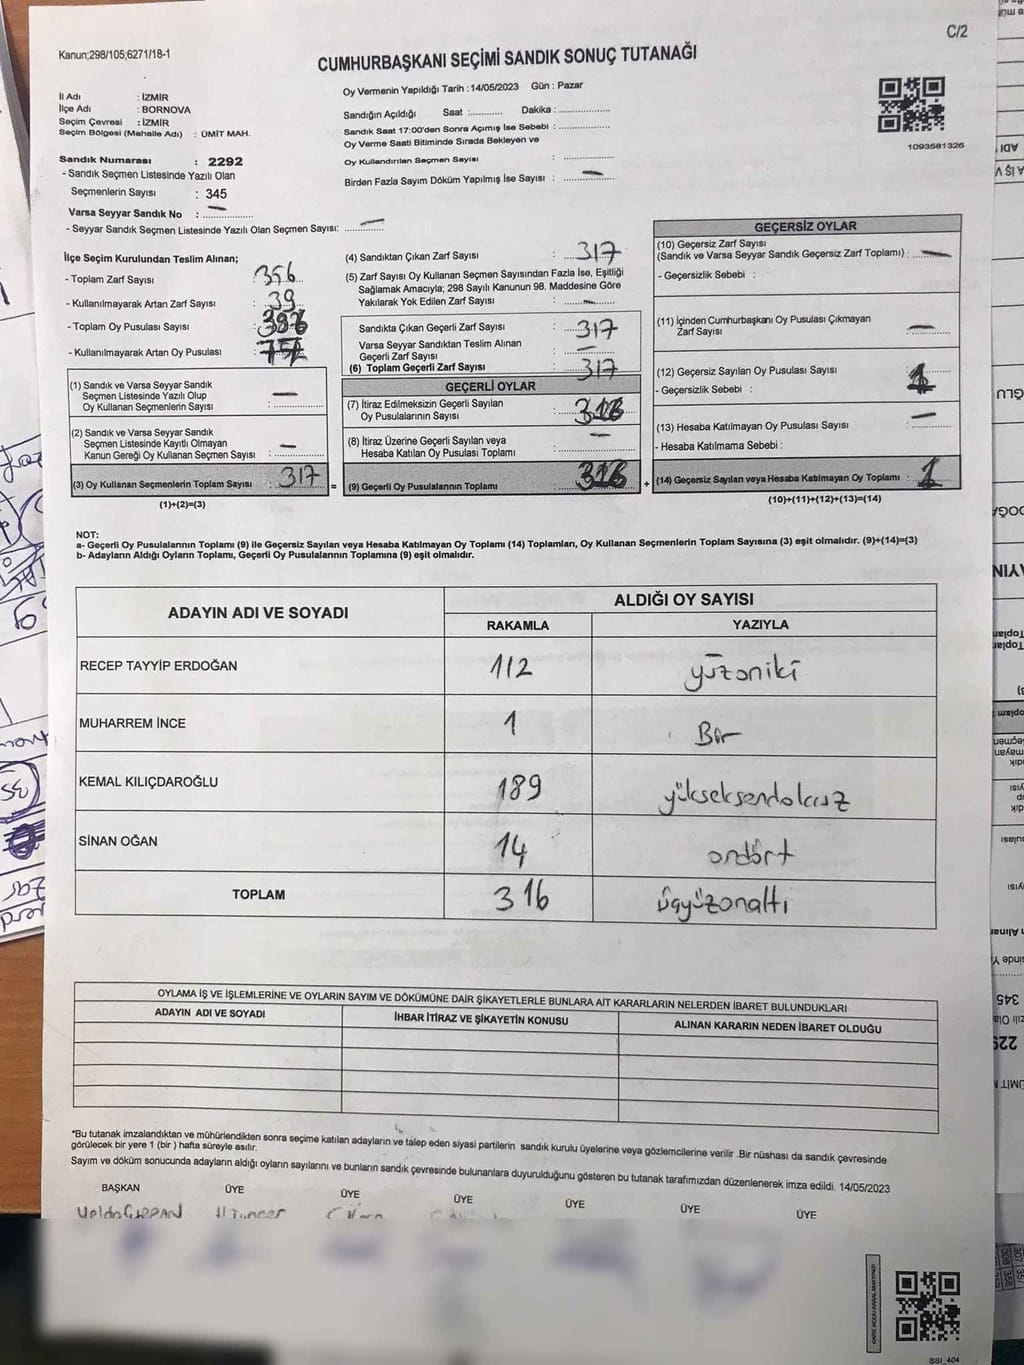 C/2
Kanun;298/105;6271/18-1
CUMHURBAŞKANI SEÇİMİ SANDIK SONUÇ TUTANAĞI
İl Adı : İZMİR
İlçe Adı : BORNOVA
Seçim Çevresi : İZMİR
Seçim Bölgesi (Mahalle Adı) : ÜMİT MAH.
Sandık Numarası : 2292
- Sandık Seçmen Listesinde Yazılı Olan
Seçmenlerin Sayısı : 345
Varsa Seyyar Sandık No : —
- Seyyar Sandık Seçmen Listesinde Yazılı Olan Seçmen Sayısı: —
Oy Vermenin Yapıldığı Tarih :14/05/2023 Gün : Pazar
Sandığın Açıldığı Saat :............ Dakika :..............
Sandık Saat 17:00'den Sonra Açımış İse Sebebi :..............
Oy Verme Saati Bitiminde Sırada Bekleyen ve
Oy Kullandırılan Seçmen Sayısı : ..............
Birden Fazla Sayım Döküm Yapılmış İse Sayısı : —
1093581326
İlçe Seçim Kurulundan Teslim Alınan;
- Toplam Zarf Sayısı : 356
- Kullanılmayarak Artan Zarf Sayısı : 39
- Toplam Oy Pusulası Sayısı :
- Kullanılmayarak Artan Oy Pusulası :
(1) Sandık ve Varsa Seyyar Sandık
Seçmen Listesinde Yazılı Olup
Oy Kullanan Seçmenlerin Sayısı : —
(2) Sandık ve Varsa Seyyar Sandık
Seçmen Listesinde Kayıtlı Olmayan
Kanun Gereği Oy Kullanan Seçmen Sayısı : —
(3) Oy Kullanan Seçmenlerin Toplam Sayısı : 317
(1)+(2)=(3)
=
(4) Sandıktan Çıkan Zarf Sayısı : 317
(5) Zarf Sayısı Oy Kullanan Seçmen Sayısından Fazla İse, Eşitliği
Sağlamak Amacıyla; 298 Sayılı Kanunun 98. Maddesine Göre
Yakılarak Yok Edilen Zarf Sayısı : —
Sandıkta Çıkan Geçerli Zarf Sayısı : 317
Varsa Seyyar Sandıktan Teslim Alınan
Geçerli Zarf Sayısı : —
(6) Toplam Geçerli Zarf Sayısı : 317
GEÇERLİ OYLAR
(7) İtiraz Edilmeksizin Geçerli Sayılan
Oy Pusulalarının Sayısı : 316
(8) İtiraz Üzerine Geçerli Sayılan veya
Hesaba Katılan Oy Pusulası Toplamı : —
(9) Geçerli Oy Pusulalarının Toplamı : 316
+
GEÇERSİZ OYLAR
(10) Geçersiz Zarf Sayısı
(Sandık ve Varsa Seyyar Sandık Geçersiz Zarf Toplamı) : —
- Geçersizlik Sebebi :
(11) İçinden Cumhurbaşkanı Oy Pusulası Çıkmayan
Zarf Sayısı : —
(12) Geçersiz Sayılan Oy Pusulası Sayısı : 1
- Geçersizlik Sebebi :
(13) Hesaba Katılmayan Oy Pusulası Sayısı : —
- Hesaba Katılmama Sebebi :
(14) Geçersiz Sayılan veya Hesaba Katılmayan Oy Toplamı : 1
(10)+(11)+(12)+(13)=(14)
NOT:
a- Geçerli Oy Pusulalarının Toplamı (9) ile Geçersiz Sayılan veya Hesaba Katılmayan Oy Toplamı (14) Toplamları, Oy Kullanan Seçmenlerin Toplam Sayısına (3) eşit olmalıdır. (9)+(14)=(3)
b- Adayların Aldığı Oyların Toplamı, Geçerli Oy Pusulalarının Toplamına (9) eşit olmalıdır.
ADAYIN ADI VE SOYADI ALDIĞI OY SAYISI
RAKAMLA YAZIYLA
RECEP TAYYİP ERDOĞAN 112 yüzoniki
MUHARREM İNCE 1 Bir
KEMAL KILIÇDAROĞLU 189 yükseksendokuz
SİNAN OĞAN 14 ondört
TOPLAM 316 üçyüzonaltı
OYLAMA İŞ VE İŞLEMLERİNE VE OYLARIN SAYIM VE DÖKÜMÜNE DAİR ŞİKAYETLERLE BUNLARA AİT KARARLARIN NELERDEN İBARET BULUNDUKLARI
ADAYIN ADI VE SOYADI İHBAR İTİRAZ VE ŞİKAYETİN KONUSU ALINAN KARARIN NEDEN İBARET OLDUĞU
*Bu tutanak imzalandıktan ve mühürlendikten sonra seçime katılan adayların ve talep eden siyasi partilerin sandık kurulu üyelerine veya gözlemcilerine verilir .Bir nüshası da sandık çevresinde
görülecek bir yere 1 (bir ) hafta süreyle asılır.
Sayım ve döküm sonucunda adayların aldığı oyların sayılarını ve bunların sandık çevresinde bulunanlara duyurulduğunu gösteren bu tutanak tarafımızdan düzenlenerek imza edildi. 14/05/2023
BAŞKAN ÜYE ÜYE ÜYE ÜYE ÜYE ÜYE
SSI_404